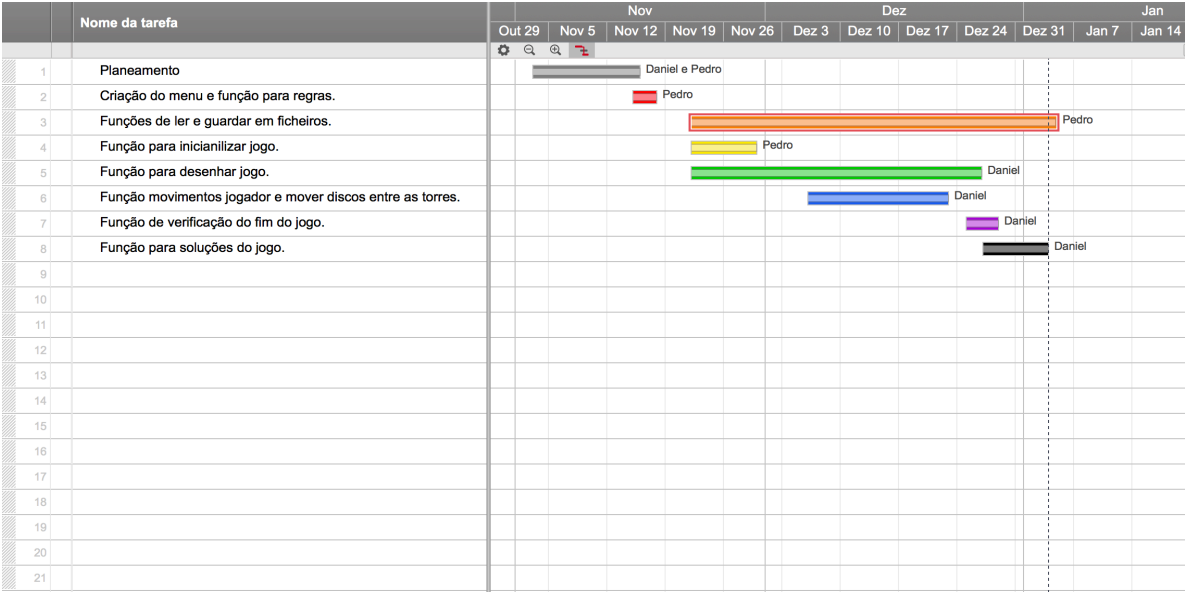 Nome da tarefa
Nov Dez Jan
Out 29 Nov 5 Nov 12 Nov 19 Nov 26 Dez 3 Dez 10 Dez 17 Dez 24 Dez 31 Jan 7 Jan 14
1 Planeamento Daniel e Pedro
2 Criação do menu e função para regras. Pedro
3 Funções de ler e guardar em ficheiros. Pedro
4 Função para inicianilizar jogo. Pedro
5 Função para desenhar jogo. Daniel
6 Função movimentos jogador e mover discos entre as torres. Daniel
7 Função de verificação do fim do jogo. Daniel
8 Função para soluções do jogo. Daniel
9
10
11
12
13
14
15
16
17
18
19
20
21